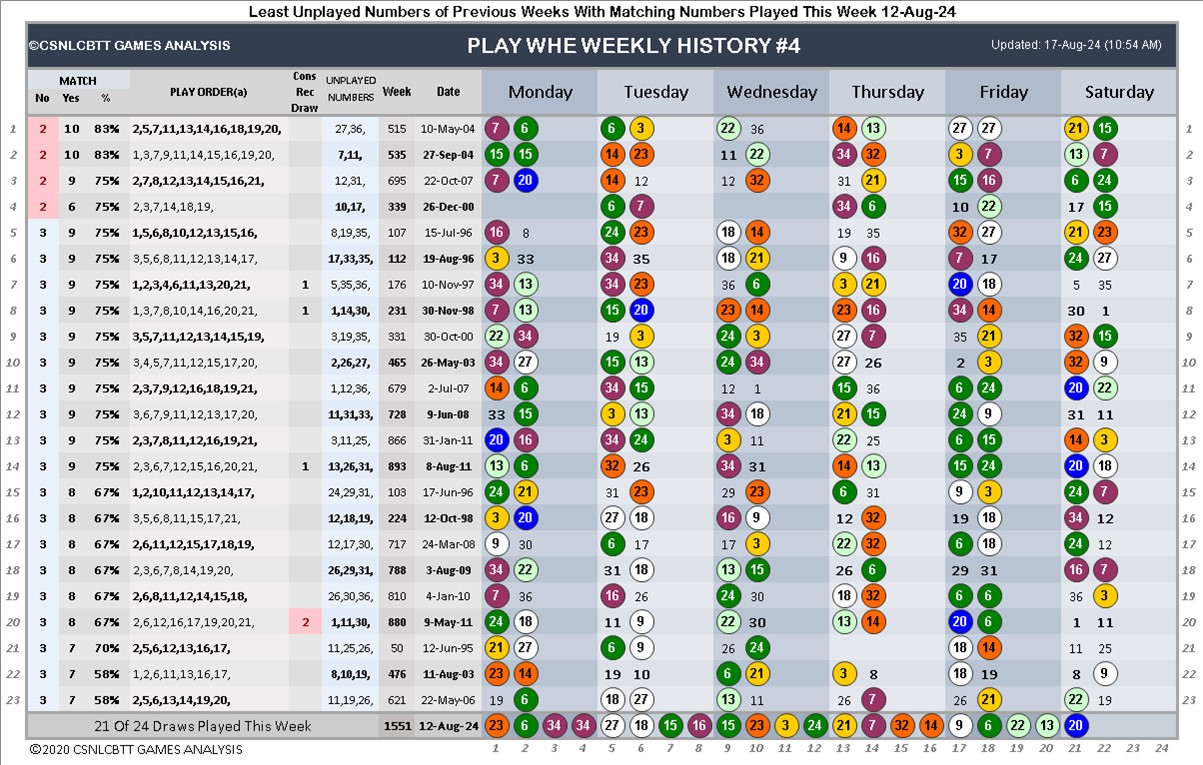 Least Unplayed Numbers of Previous Weeks With Matching Numbers Played This Week 12-Aug-24
©CSNLCBTT GAMES ANALYSIS PLAY WHE WEEKLY HISTORY #4 Updated: 17-Aug-24 (10:54 AM)
MATCH No Yes % PLAY ORDER(a) Cons Rec Draw UNPLAYED NUMBERS Week Date Monday Tuesday Wednesday Thursday Friday Saturday
1 2 10 83% 2,5,7,11,13,14,16,18,19,20, 27,36, 515 10-May-04 7 6 6 3 22 36 14 13 27 27 21 15 1
2 2 10 83% 1,3,7,9,11,14,15,16,19,20, 7,11, 535 27-Sep-04 15 15 14 23 11 22 34 32 3 7 13 7 2
3 2 9 75% 2,7,8,12,13,14,15,16,21, 12,31, 695 22-Oct-07 7 20 14 12 12 32 31 21 15 16 6 24 3
4 2 6 75% 2,3,7,14,18,19, 10,17, 339 26-Dec-00 6 7 34 6 10 22 17 15 4
5 3 9 75% 1,5,6,8,10,12,13,15,16, 8,19,35, 107 15-Jul-96 16 8 24 23 18 14 19 35 32 27 21 23 5
6 3 9 75% 3,5,6,8,11,12,13,14,17, 17,33,35, 112 19-Aug-96 3 33 34 35 18 21 9 16 7 17 24 27 6
7 3 9 75% 1,2,3,4,6,11,13,20,21, 1 5,35,36, 176 10-Nov-97 34 13 34 23 36 6 3 21 20 18 5 35 7
8 3 9 75% 1,3,7,8,10,14,16,20,21, 1 1,14,30, 231 30-Nov-98 7 13 15 20 23 14 23 16 34 14 30 1 8
9 3 9 75% 3,5,7,11,12,13,14,15,19, 3,19,35, 331 30-Oct-00 22 34 19 3 24 3 27 7 35 21 32 15 9
10 3 9 75% 3,4,5,7,11,12,15,17,20, 2,26,27, 465 26-May-03 34 27 15 13 24 34 27 26 2 3 32 9 10
11 3 9 75% 2,3,7,9,12,16,18,19,21, 1,12,36, 679 2-Jul-07 14 6 34 15 12 1 15 36 6 24 20 22 11
12 3 9 75% 3,6,7,9,11,12,13,17,20, 11,31,33, 728 9-Jun-08 33 15 3 13 34 18 21 15 24 9 31 11 12
13 3 9 75% 2,3,7,8,11,12,16,19,21, 3,11,25, 866 31-Jan-11 20 16 34 24 3 11 22 25 6 15 14 3 13
14 3 9 75% 2,3,6,7,12,15,16,20,21, 1 13,26,31, 893 8-Aug-11 13 6 32 26 34 31 14 13 15 24 20 18 14
15 3 8 67% 1,2,10,11,12,13,14,17, 24,29,31, 103 17-Jun-96 24 21 31 23 29 23 6 31 9 3 24 7 15
16 3 8 67% 3,5,6,8,11,15,17,21, 12,18,19, 224 12-Oct-98 3 20 27 18 16 9 12 32 19 18 34 12 16
17 3 8 67% 2,6,11,12,15,17,18,19, 12,17,30, 717 24-Mar-08 9 30 6 17 17 3 22 32 6 18 24 12 17
18 3 8 67% 2,3,6,7,8,14,19,20, 26,29,31, 788 3-Aug-09 34 22 31 18 13 15 26 6 29 31 16 7 18
19 3 8 67% 2,6,8,11,12,14,15,18, 26,30,36, 810 4-Jan-10 7 36 16 26 24 30 18 32 6 6 36 3 19
20 3 8 67% 2,6,12,16,17,19,20,21, 2 1,11,30, 880 9-May-11 24 18 11 9 22 30 13 14 20 6 1 11 20
21 3 7 70% 2,5,6,12,13,16,17, 11,25,26, 50 12-Jun-95 21 27 6 9 26 24 18 14 11 25 21
22 3 7 58% 1,2,6,11,13,16,17, 8,10,19, 476 11-Aug-03 23 14 19 10 6 21 3 8 18 19 8 9 22
23 3 7 58% 2,5,6,13,14,19,20, 11,19,26, 621 22-May-06 19 6 18 27 13 11 26 7 26 21 22 19 23
21 Of 24 Draws Played This Week 1551 12-Aug-24 23 6 34 34 27 18 15 16 15 23 3 24 21 7 32 14 9 6 22 13 20
©2020 CSNLCBTT GAMES ANALYSIS 1 2 3 4 5 6 7 8 9 10 11 12 13 14 15 16 17 18 19 20 21 22 23 24